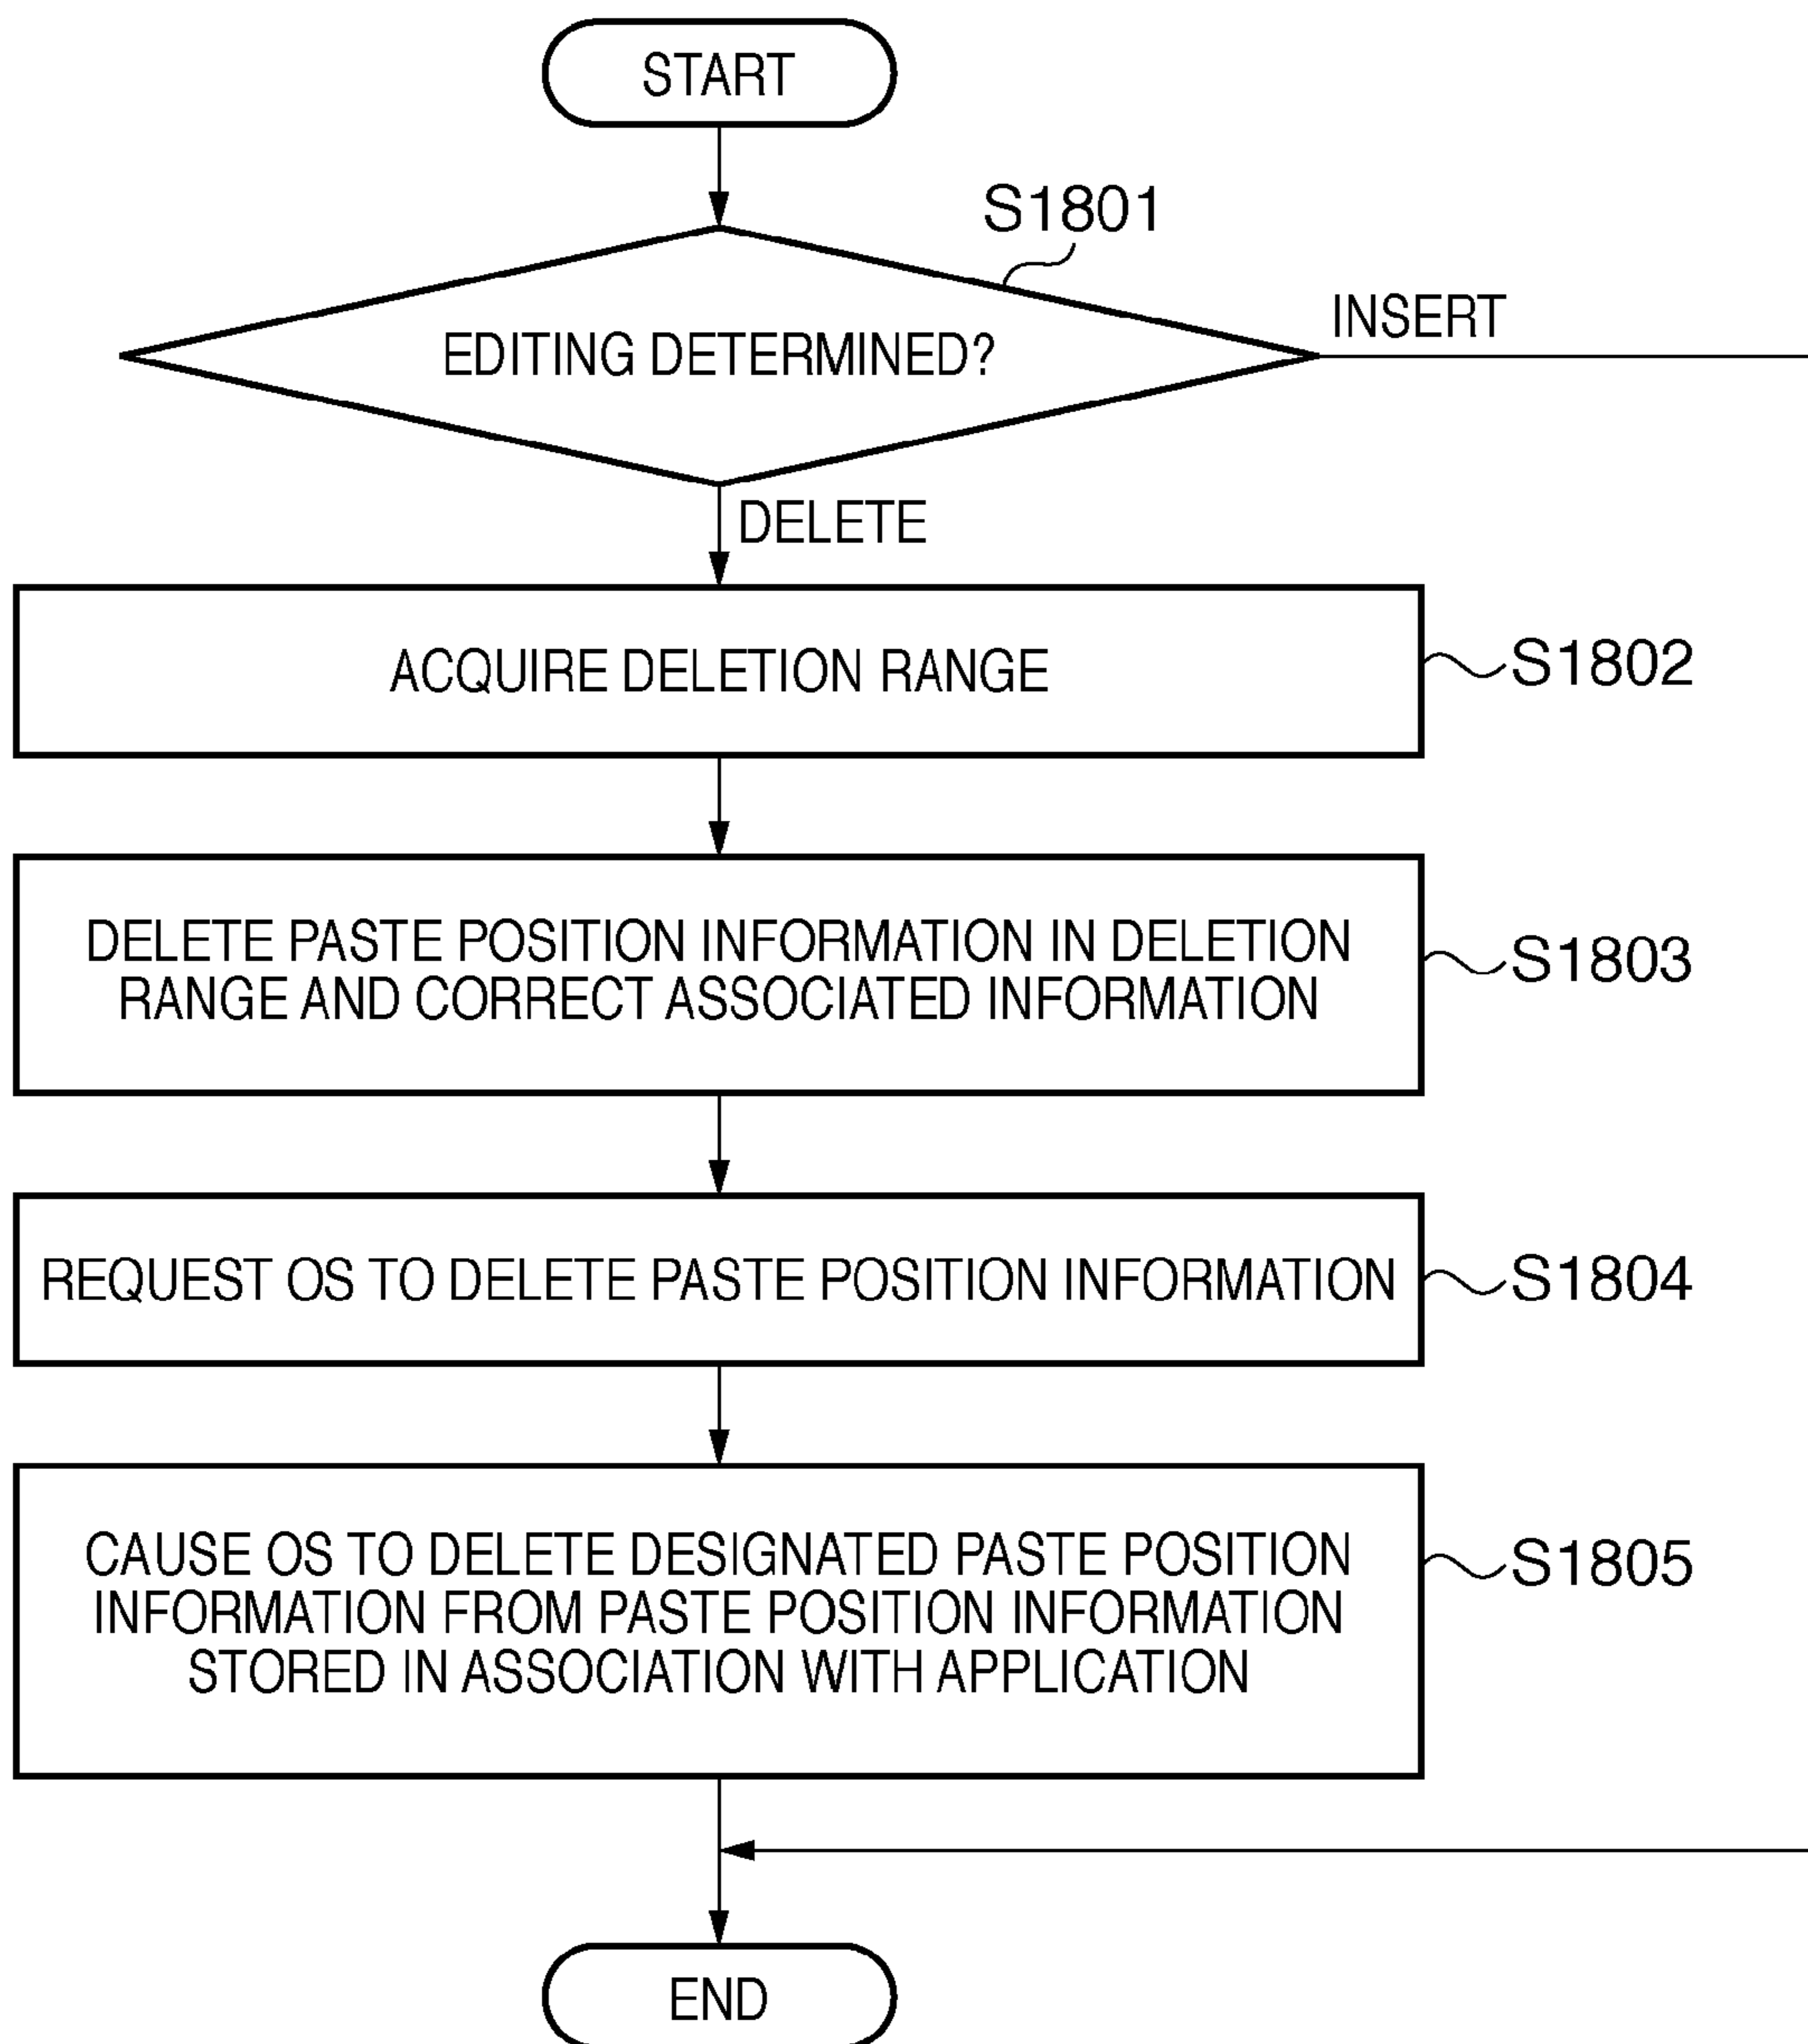 START
S1801
INSERT
EDITING DETERMINED?
DELETE
ACQUIRE DELETION RANGE
S1802
DELETE PASTE POSITION INFORMATION IN DELETION
RANGE AND CORRECT ASSOCIATED INFORMATION
S1803
REQUEST OS TO DELETE PASTE POSITION INFORMATION
S1804
CAUSE OS TO DELETE DESIGNATED PASTE POSITION
INFORMATION FROM PASTE POSITION INFORMATION
STORED IN ASSOCIATION WITH APPLICATION
S1805
END